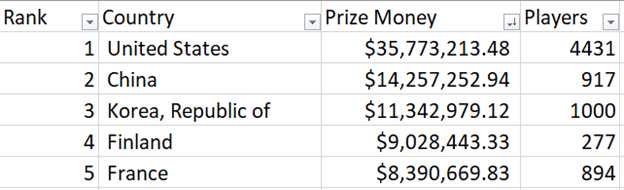 Rank Country Prize Money Players
1 United States $35,773,213.48 4431
2 China $14,257,252.94 917
3 Korea, Republic of $11,342,979.12 1000
4 Finland $9,028,443.33 277
5 France $8,390,669.83 894